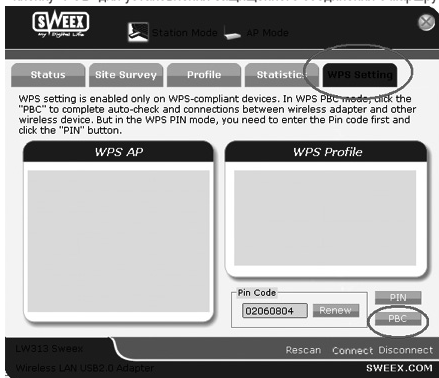 SWEEX
my digital life
Station Mode AP Mode
Status Site Survey Profile Statistics WPS Setting
WPS setting is enabled only on WPS-compliant devices. In WPS PBC mode, click the
"PBC" to complete auto-check and connections between wireless adapter and other
wireless device. But in the WPS PIN mode, you need to enter the Pin code first and
click the "PIN" button.
WPS AP WPS Profile
Pin Code
02060804 Renew
PIN
PBC
LW313 Sweex
Rescan Connect Disconnect
Wireless LAN USB2.0 Adapter
SWEEX.COM